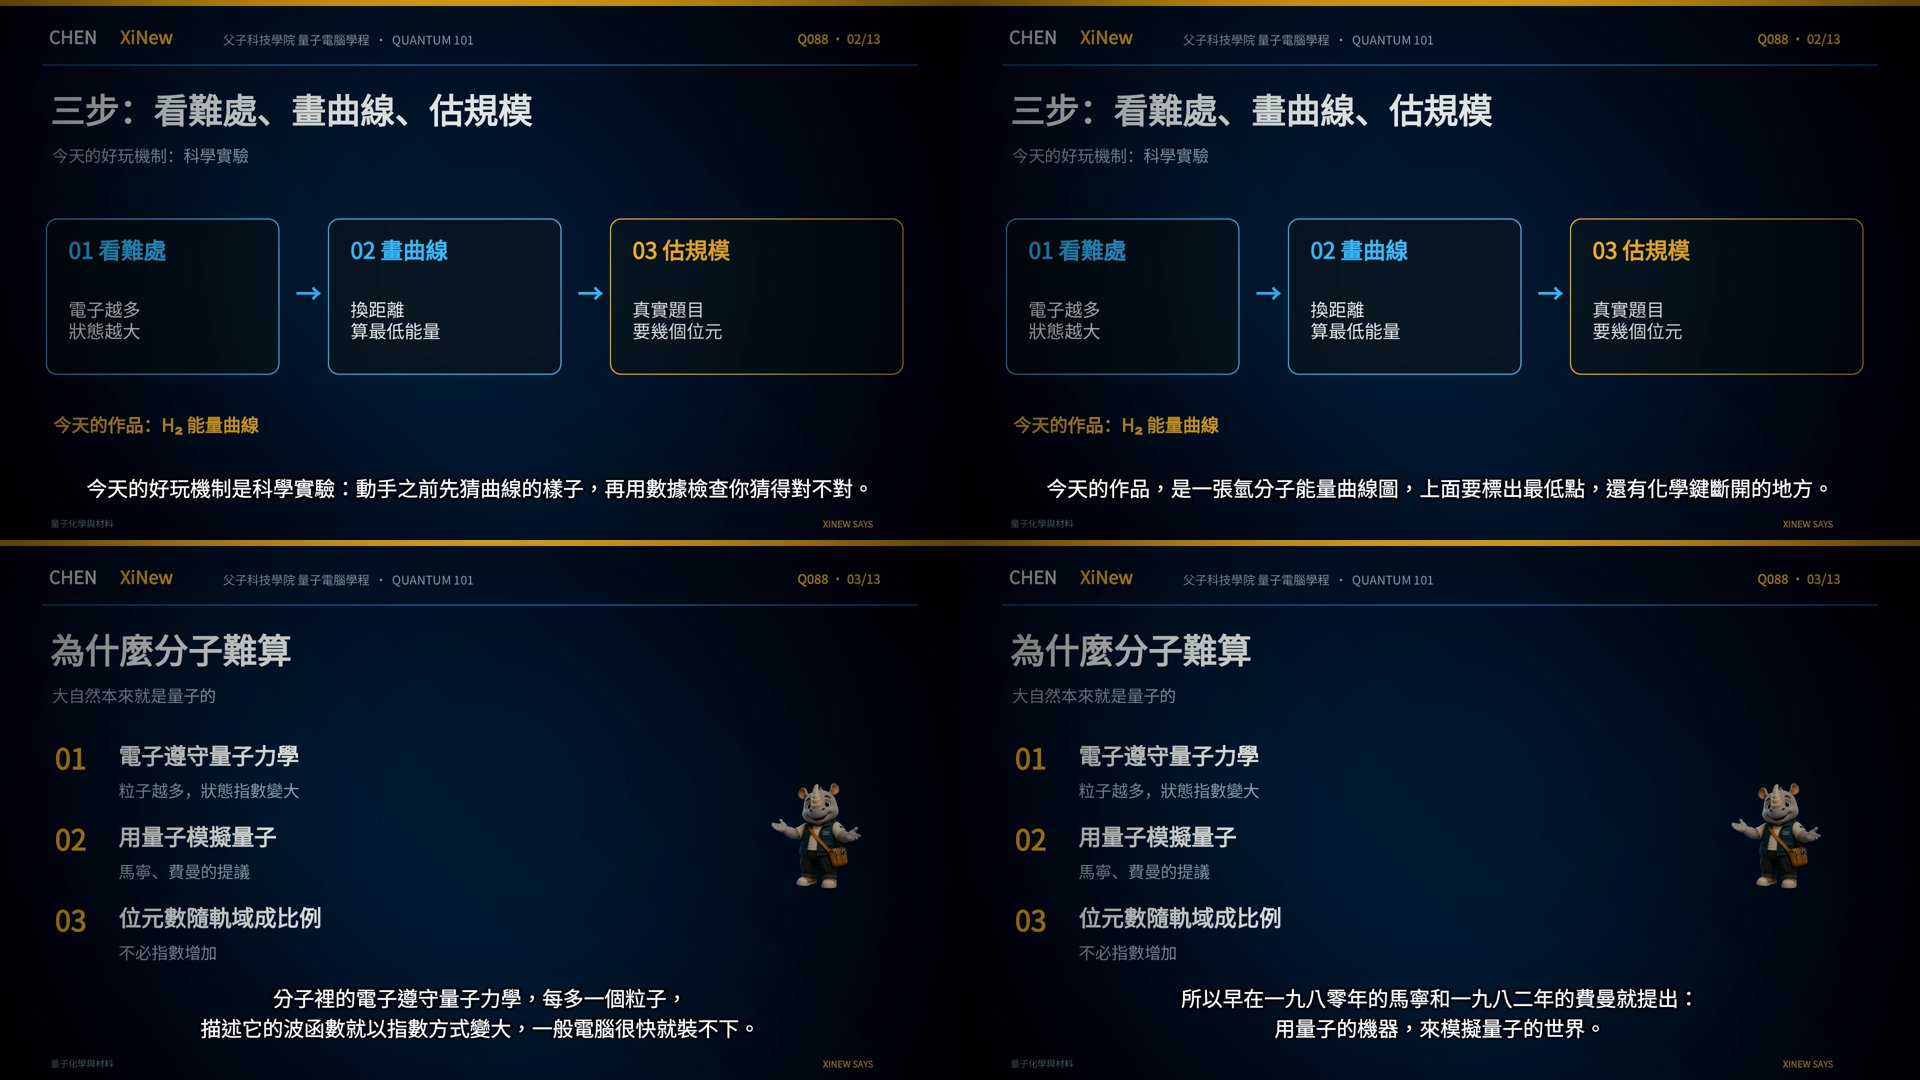 CHEN XiNew 父子科技學院 量子電腦學程 · QUANTUM 101 Q088 · 02/13
三步：看難處、畫曲線、估規模
今天的好玩機制：科學實驗
01 看難處
電子越多
狀態越大
→
02 畫曲線
換距離
算最低能量
→
03 估規模
真實題目
要幾個位元
今天的作品：H₂ 能量曲線
今天的好玩機制是科學實驗：動手之前先猜曲線的樣子，再用數據檢查你猜得對不對。
量子化學與材料 XINEW SAYS
CHEN XiNew 父子科技學院 量子電腦學程 · QUANTUM 101 Q088 · 02/13
三步：看難處、畫曲線、估規模
今天的好玩機制：科學實驗
01 看難處
電子越多
狀態越大
→
02 畫曲線
換距離
算最低能量
→
03 估規模
真實題目
要幾個位元
今天的作品：H₂ 能量曲線
今天的作品，是一張氫分子能量曲線圖，上面要標出最低點，還有化學鍵斷開的地方。
量子化學與材料 XINEW SAYS
CHEN XiNew 父子科技學院 量子電腦學程 · QUANTUM 101 Q088 · 03/13
為什麼分子難算
大自然本來就是量子的
01 電子遵守量子力學
粒子越多，狀態指數變大
02 用量子模擬量子
馬寧、費曼的提議
03 位元數隨軌域成比例
不必指數增加
分子裡的電子遵守量子力學，每多一個粒子，
描述它的波函數就以指數方式變大，一般電腦很快就裝不下。
量子化學與材料 XINEW SAYS
CHEN XiNew 父子科技學院 量子電腦學程 · QUANTUM 101 Q088 · 03/13
為什麼分子難算
大自然本來就是量子的
01 電子遵守量子力學
粒子越多，狀態指數變大
02 用量子模擬量子
馬寧、費曼的提議
03 位元數隨軌域成比例
不必指數增加
所以早在一九八零年的馬寧和一九八二年的費曼就提出：
用量子的機器，來模擬量子的世界。
量子化學與材料 XINEW SAYS